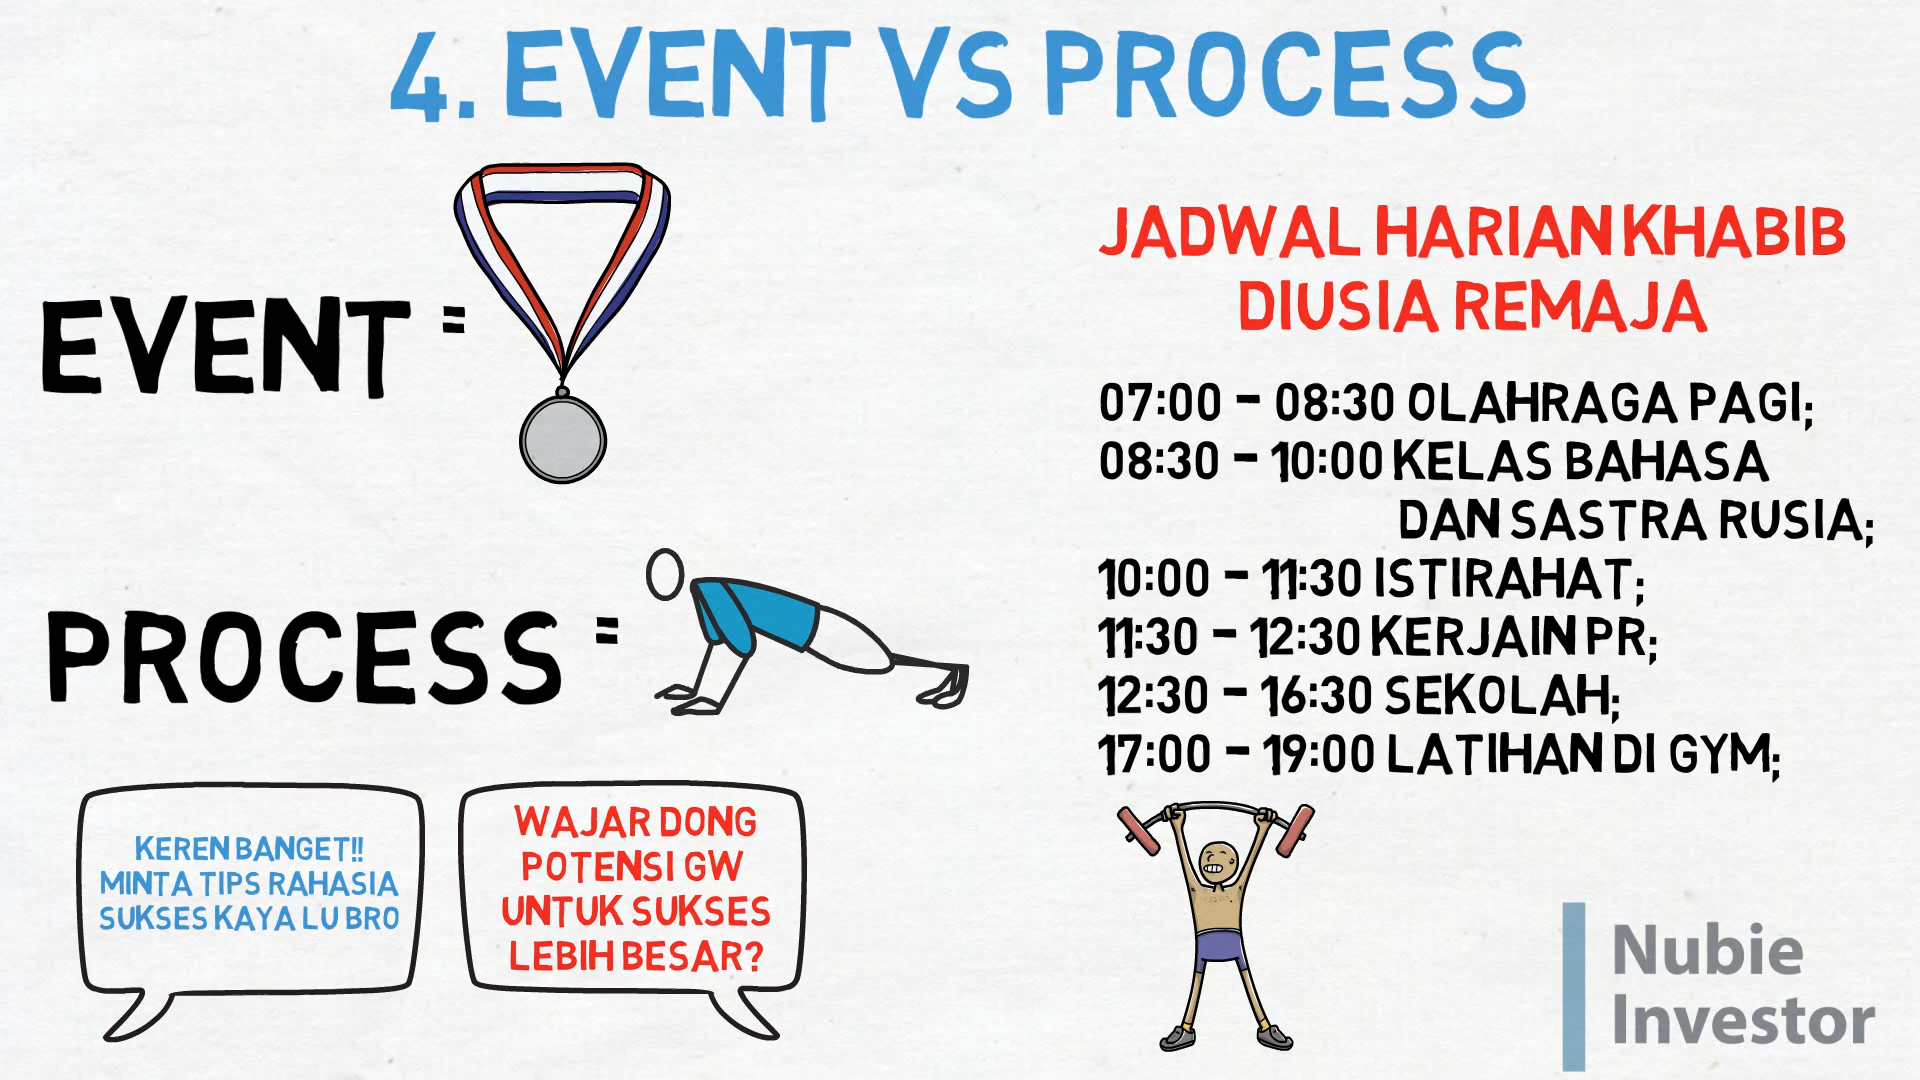 4. EVENT VS PROCESS
EVENT =
PROCESS =
KEREN BANGET!!
MINTA TIPS RAHASIA
SUKSES KAYA LU BRO
WAJAR DONG
POTENSI GW
UNTUK SUKSES
LEBIH BESAR?
JADWAL HARIAN KHABIB
DIUSIA REMAJA
07:00 - 08:30 OLAHRAGA PAGI;
08:30 - 10:00 KELAS BAHASA
DAN SASTRA RUSIA;
10:00 - 11:30 ISTIRAHAT;
11:30 - 12:30 KERJAIN PR;
12:30 - 16:30 SEKOLAH;
17:00 - 19:00 LATIHAN DI GYM;
Nubie
Investor